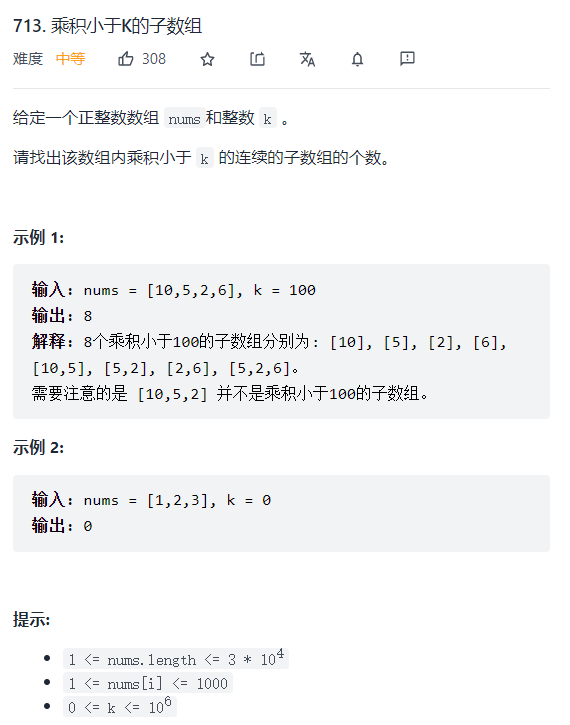 713. 乘积小于K的子数组
难度 中等 308
给定一个正整数数组 nums和整数 k 。
请找出该数组内乘积小于 k 的连续的子数组的个数。
示例 1:
输入: nums = [10,5,2,6], k = 100
输出: 8
解释: 8个乘积小于100的子数组分别为: [10], [5], [2], [6],
[10,5], [5,2], [2,6], [5,2,6]。
需要注意的是 [10,5,2] 并不是乘积小于100的子数组。
示例 2:
输入: nums = [1,2,3], k = 0
输出: 0
提示:
1 <= nums.length <= 3 * 10⁴
1 <= nums[i] <= 1000
0 <= k <= 10⁶